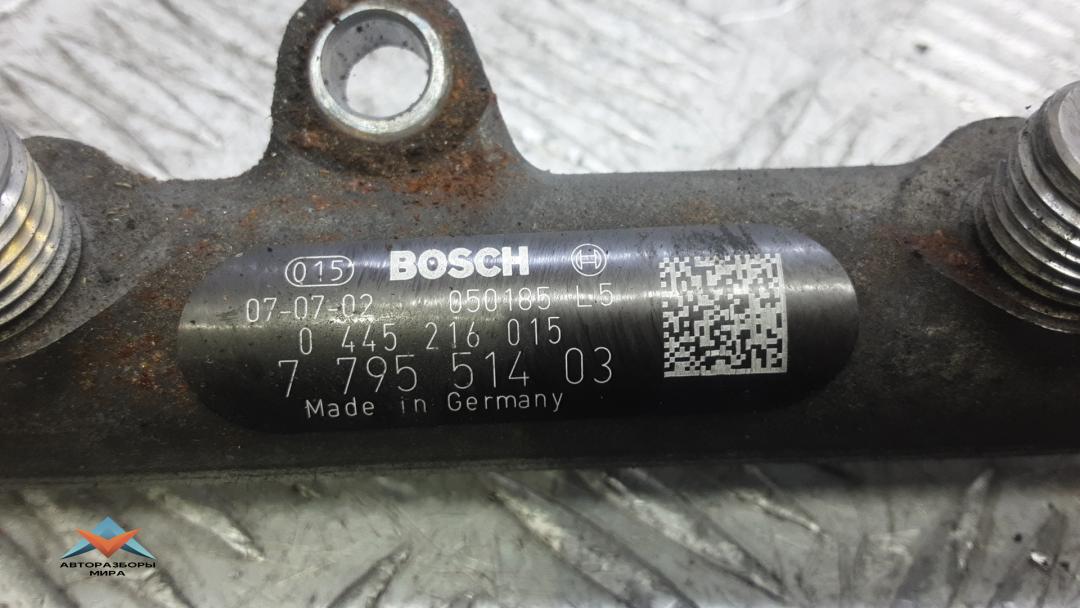 015 BOSCH
07-07-02 050185 L5
0 445 216 015
7 795 514 03
Made in Germany
АВТОРАЗБОРЫ
МИРА